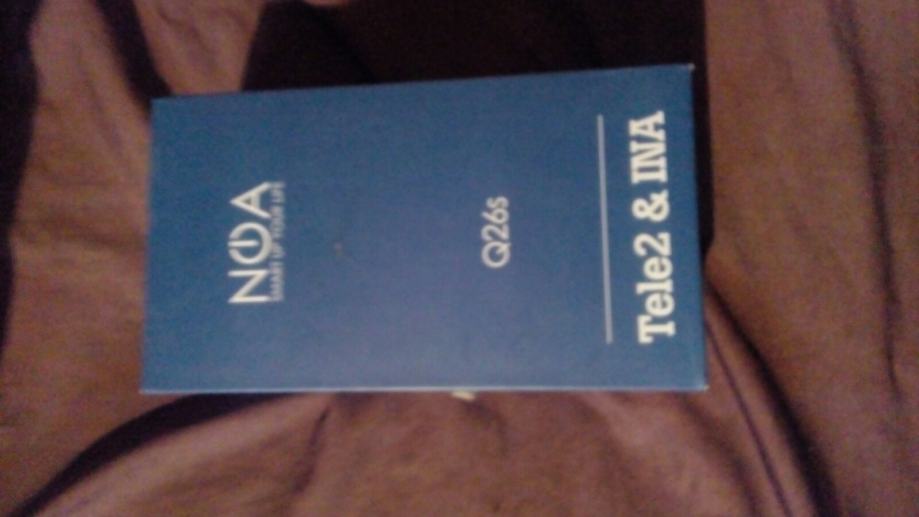 NOA
SMART UP YOUR LIFE
Q26s
Tele2 & INA